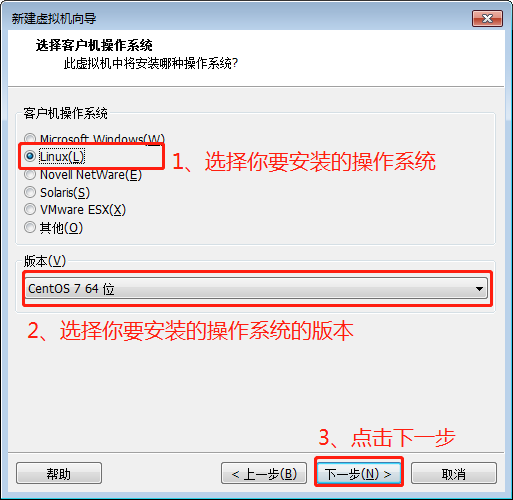 新建虚拟机向导
选择客户机操作系统
此虚拟机中将安装哪种操作系统?
客户机操作系统
Microsoft Windows(W)
Linux(L)
1、选择你要安装的操作系统
Novell NetWare(E)
Solaris(S)
VMware ESX(X)
其他(O)
版本(V)
CentOS 7 64 位
2、选择你要安装的操作系统的版本
3、点击下一步
帮助
< 上一步(B)
下一步(N) >
取消